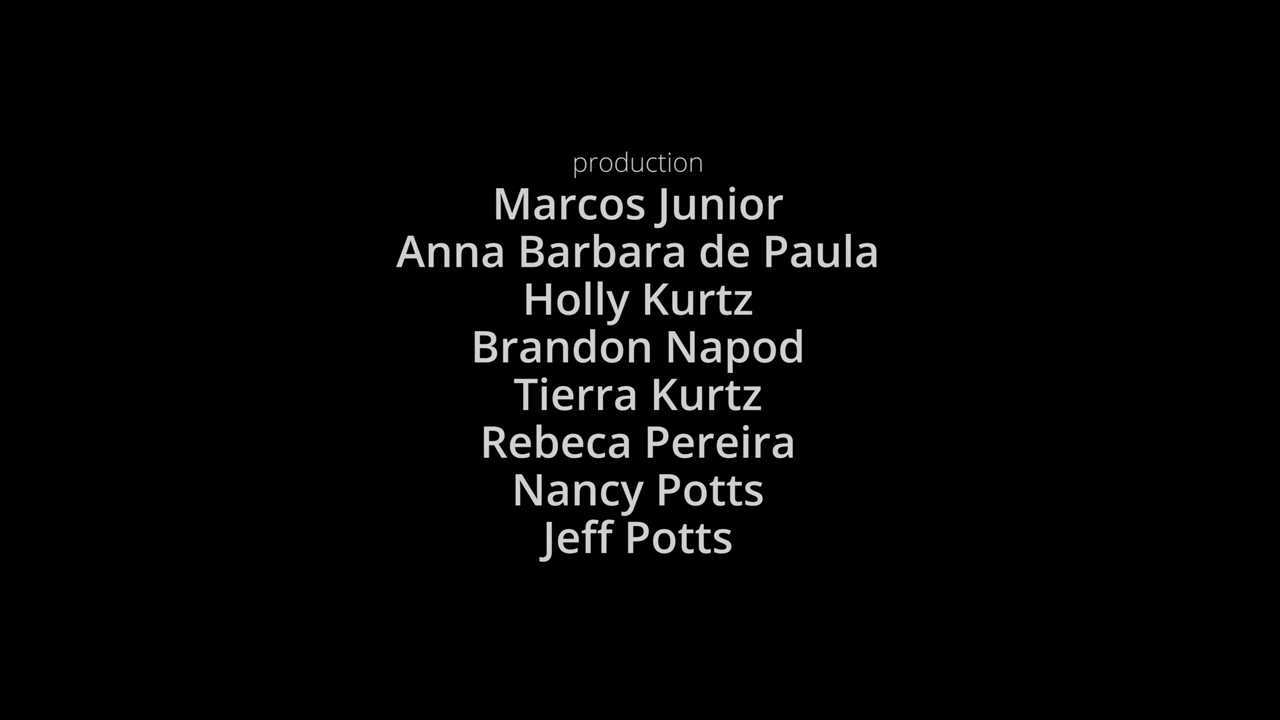 production
Marcos Junior
Anna Barbara de Paula
Holly Kurtz
Brandon Napod
Tierra Kurtz
Rebeca Pereira
Nancy Potts
Jeff Potts